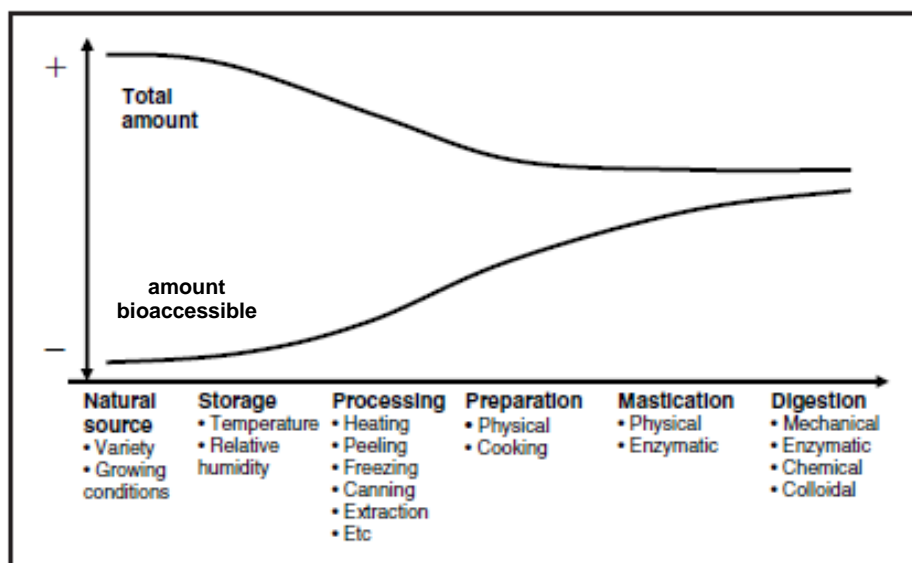 +
Total
amount
amount
bioaccessible
−
Natural
source
• Variety
• Growing
conditions
Storage
• Temperature
• Relative
humidity
Processing
• Heating
• Peeling
• Freezing
• Canning
• Extraction
• Etc
Preparation
• Physical
• Cooking
Mastication
• Physical
• Enzymatic
Digestion
• Mechanical
• Enzymatic
• Chemical
• Colloidal